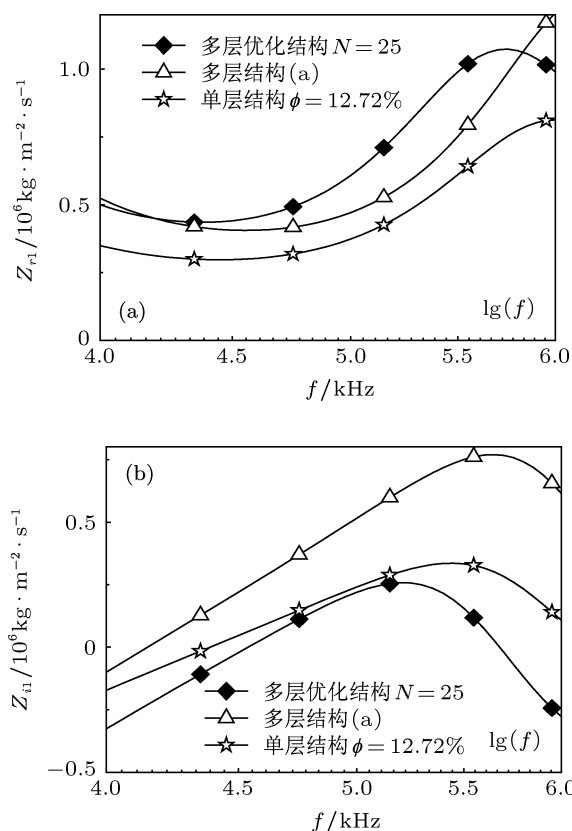 多层优化结构 N = 25
多层结构(a)
单层结构 ϕ = 12.72%
1.0
0.5
0
Z_{r1}/10⁶kg·m⁻²·s⁻¹
(a)
lg(f)
4.0 4.5 5.0 5.5 6.0
f/kHz
(b)
0.5
0
−0.5
Z_{i1}/10⁶kg·m⁻²·s⁻¹
多层优化结构 N = 25
多层结构(a)
单层结构 ϕ = 12.72%
lg(f)
4.0 4.5 5.0 5.5 6.0
f/kHz